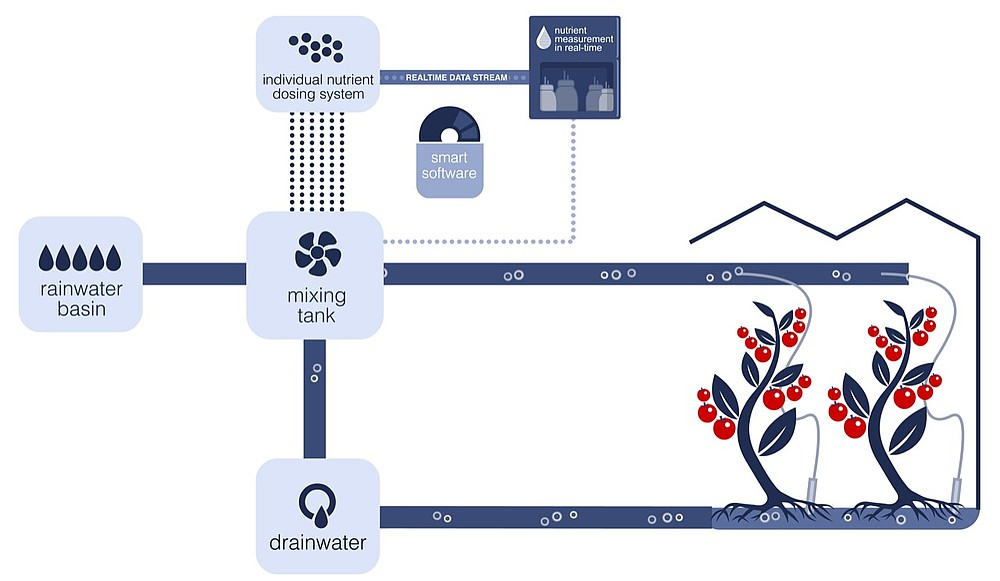 individual nutrient
dosing system
REALTIME DATA STREAM
nutrient
measurement
in real-time
smart
software
rainwater
basin
mixing
tank
drainwater